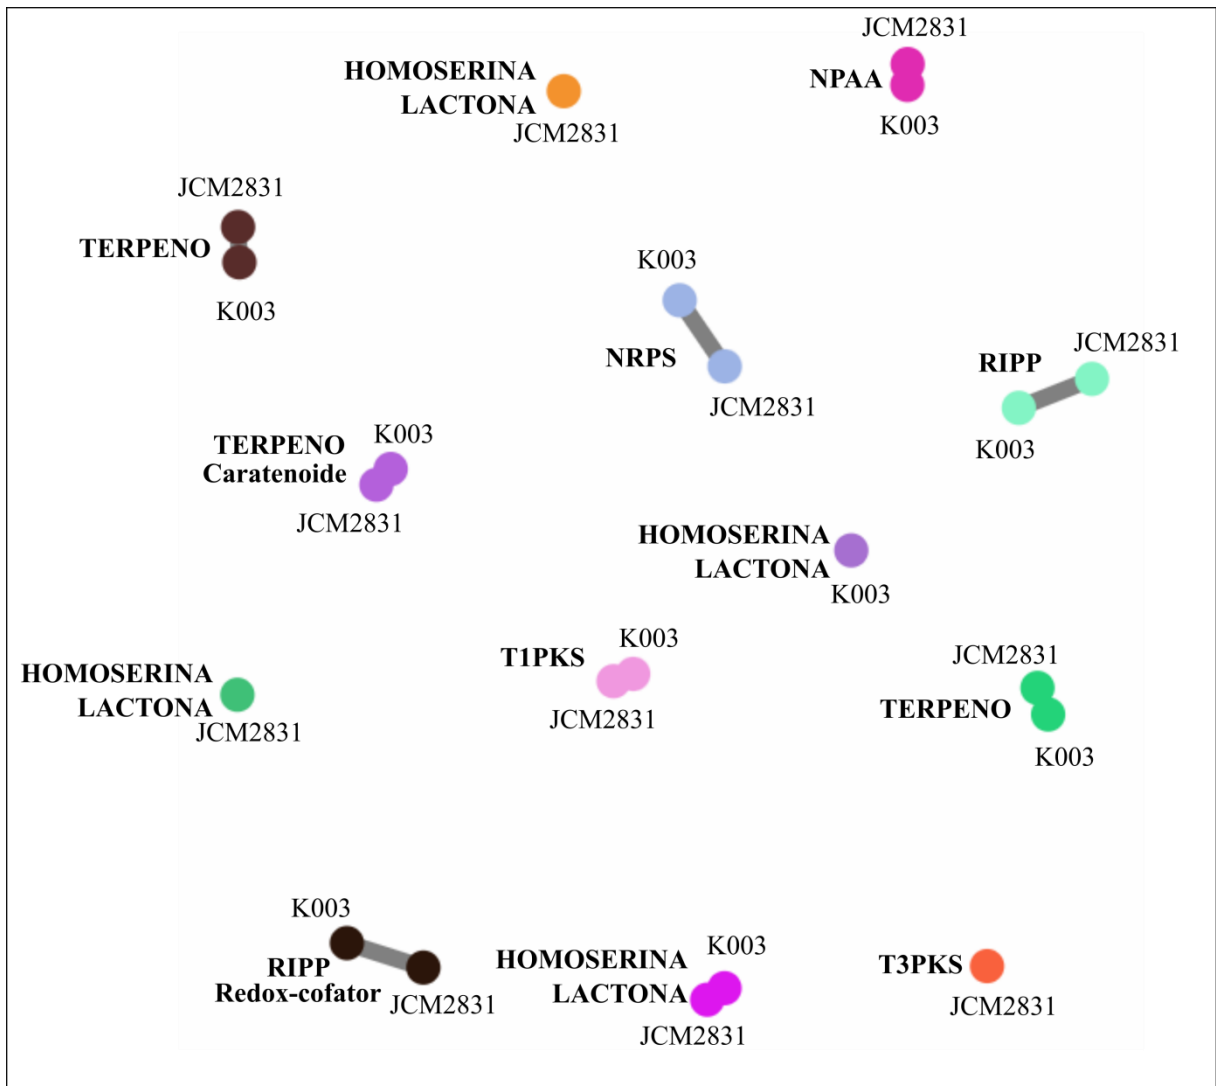 JCM2831
HOMOSERINA
LACTONA
JCM2831
NPAA
K003
JCM2831
TERPENO
K003
K003
NRPS
JCM2831
JCM2831
RIPP
K003
TERPENO
Caratenoide
K003
JCM2831
HOMOSERINA
LACTONA
K003
HOMOSERINA
LACTONA
JCM2831
T1PKS
K003
JCM2831
JCM2831
TERPENO
K003
K003
RIPP
Redox-cofator
JCM2831
HOMOSERINA
LACTONA
K003
JCM2831
T3PKS
JCM2831